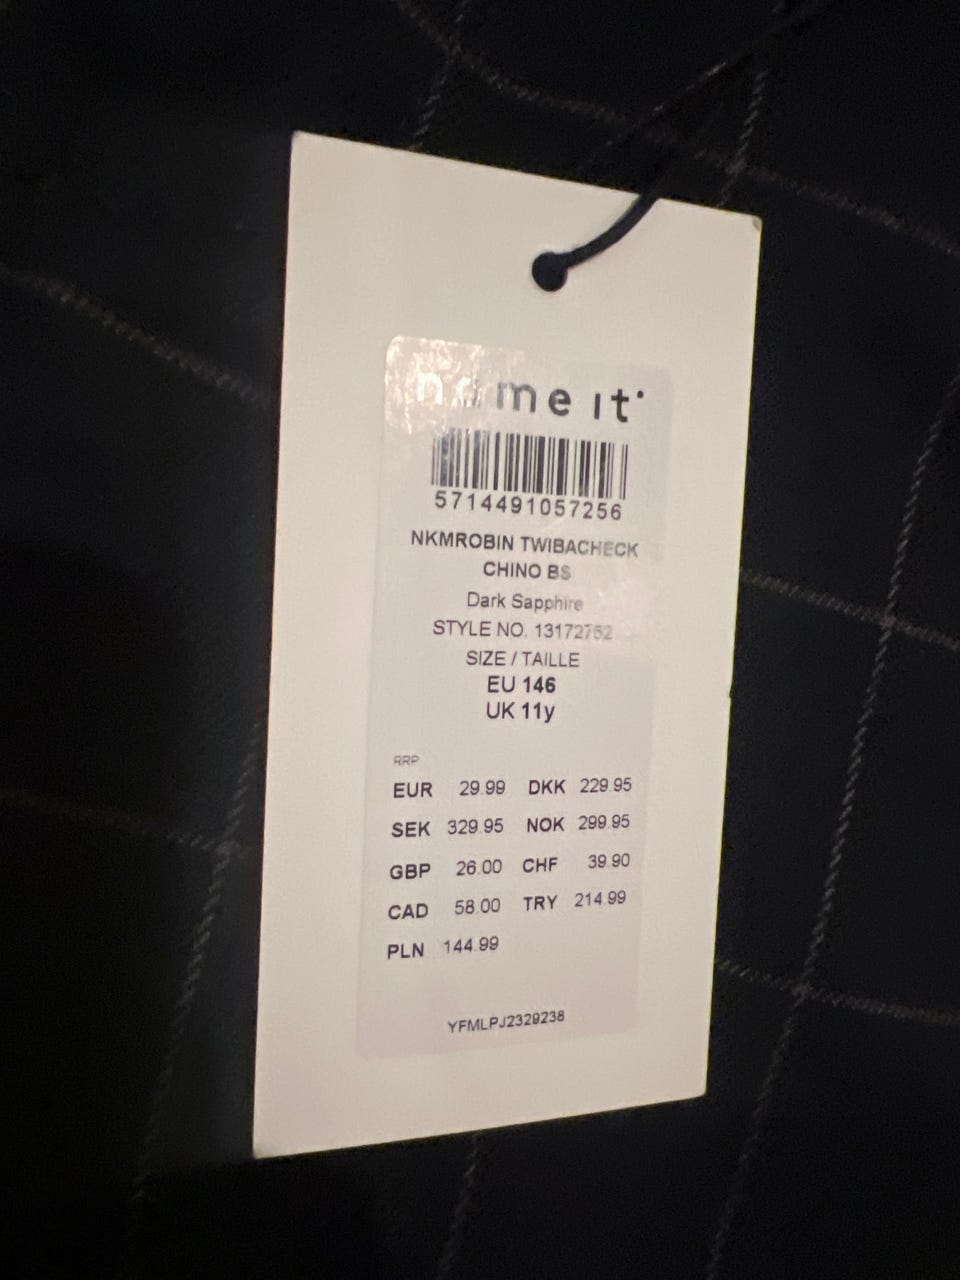 name it
5714491057256
NKMROBIN TWIBACHECK
CHINO BS
Dark Sapphire
STYLE NO. 13172752
SIZE / TAILLE
EU 146
UK 11y
RRP
EUR 29.99 DKK 229.95
SEK 329.95 NOK 299.95
GBP 26.00 CHF 39.90
CAD 58.00 TRY 214.99
PLN 144.99
YFMLPJ2329238